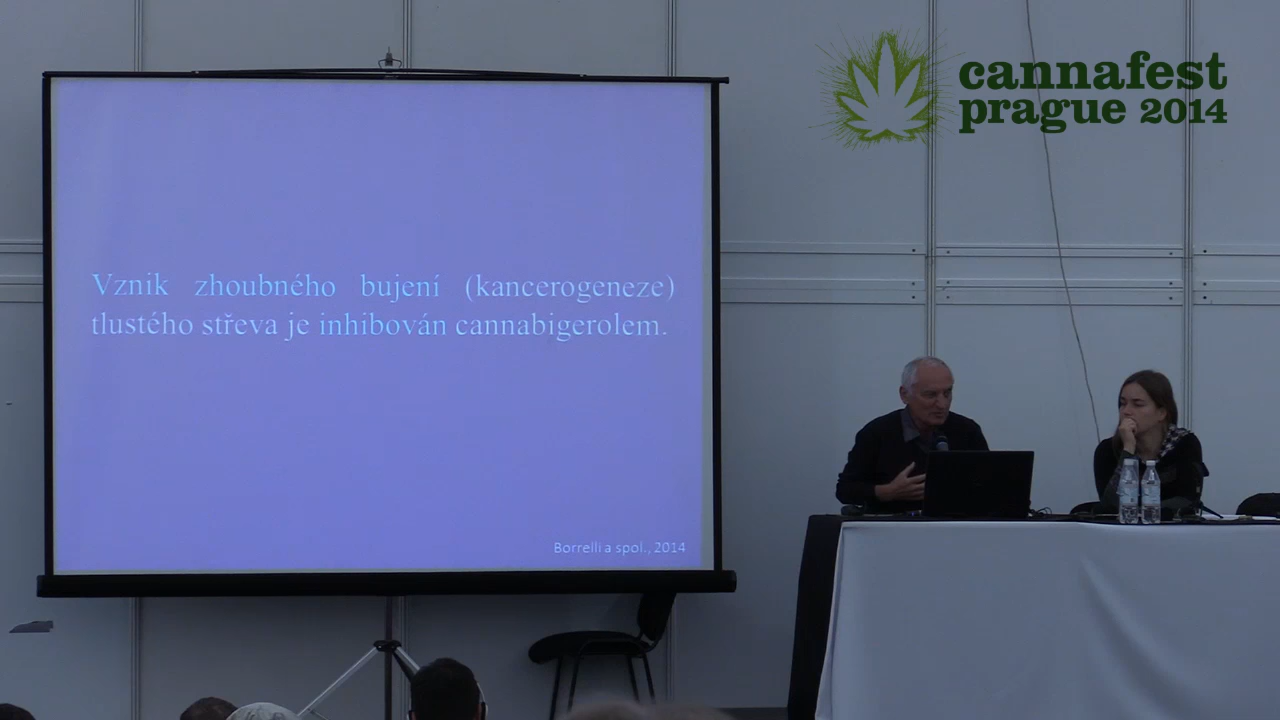 cannafest
prague 2014
Vznik zhoubného bujení (kancerogeneze)
tlustého střeva je inhibován cannabigerolem.
Borrelli a spol., 2014